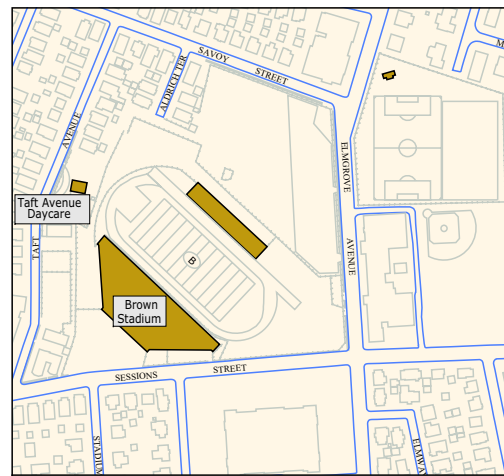 SAVOY
STREET
ALDRICH TER
AVENUE
TAFT
Taft Avenue
Daycare
ELMGROVE
AVENUE
B
Brown
Stadium
SESSIONS
STREET
STADIUM
ELMWAY
M